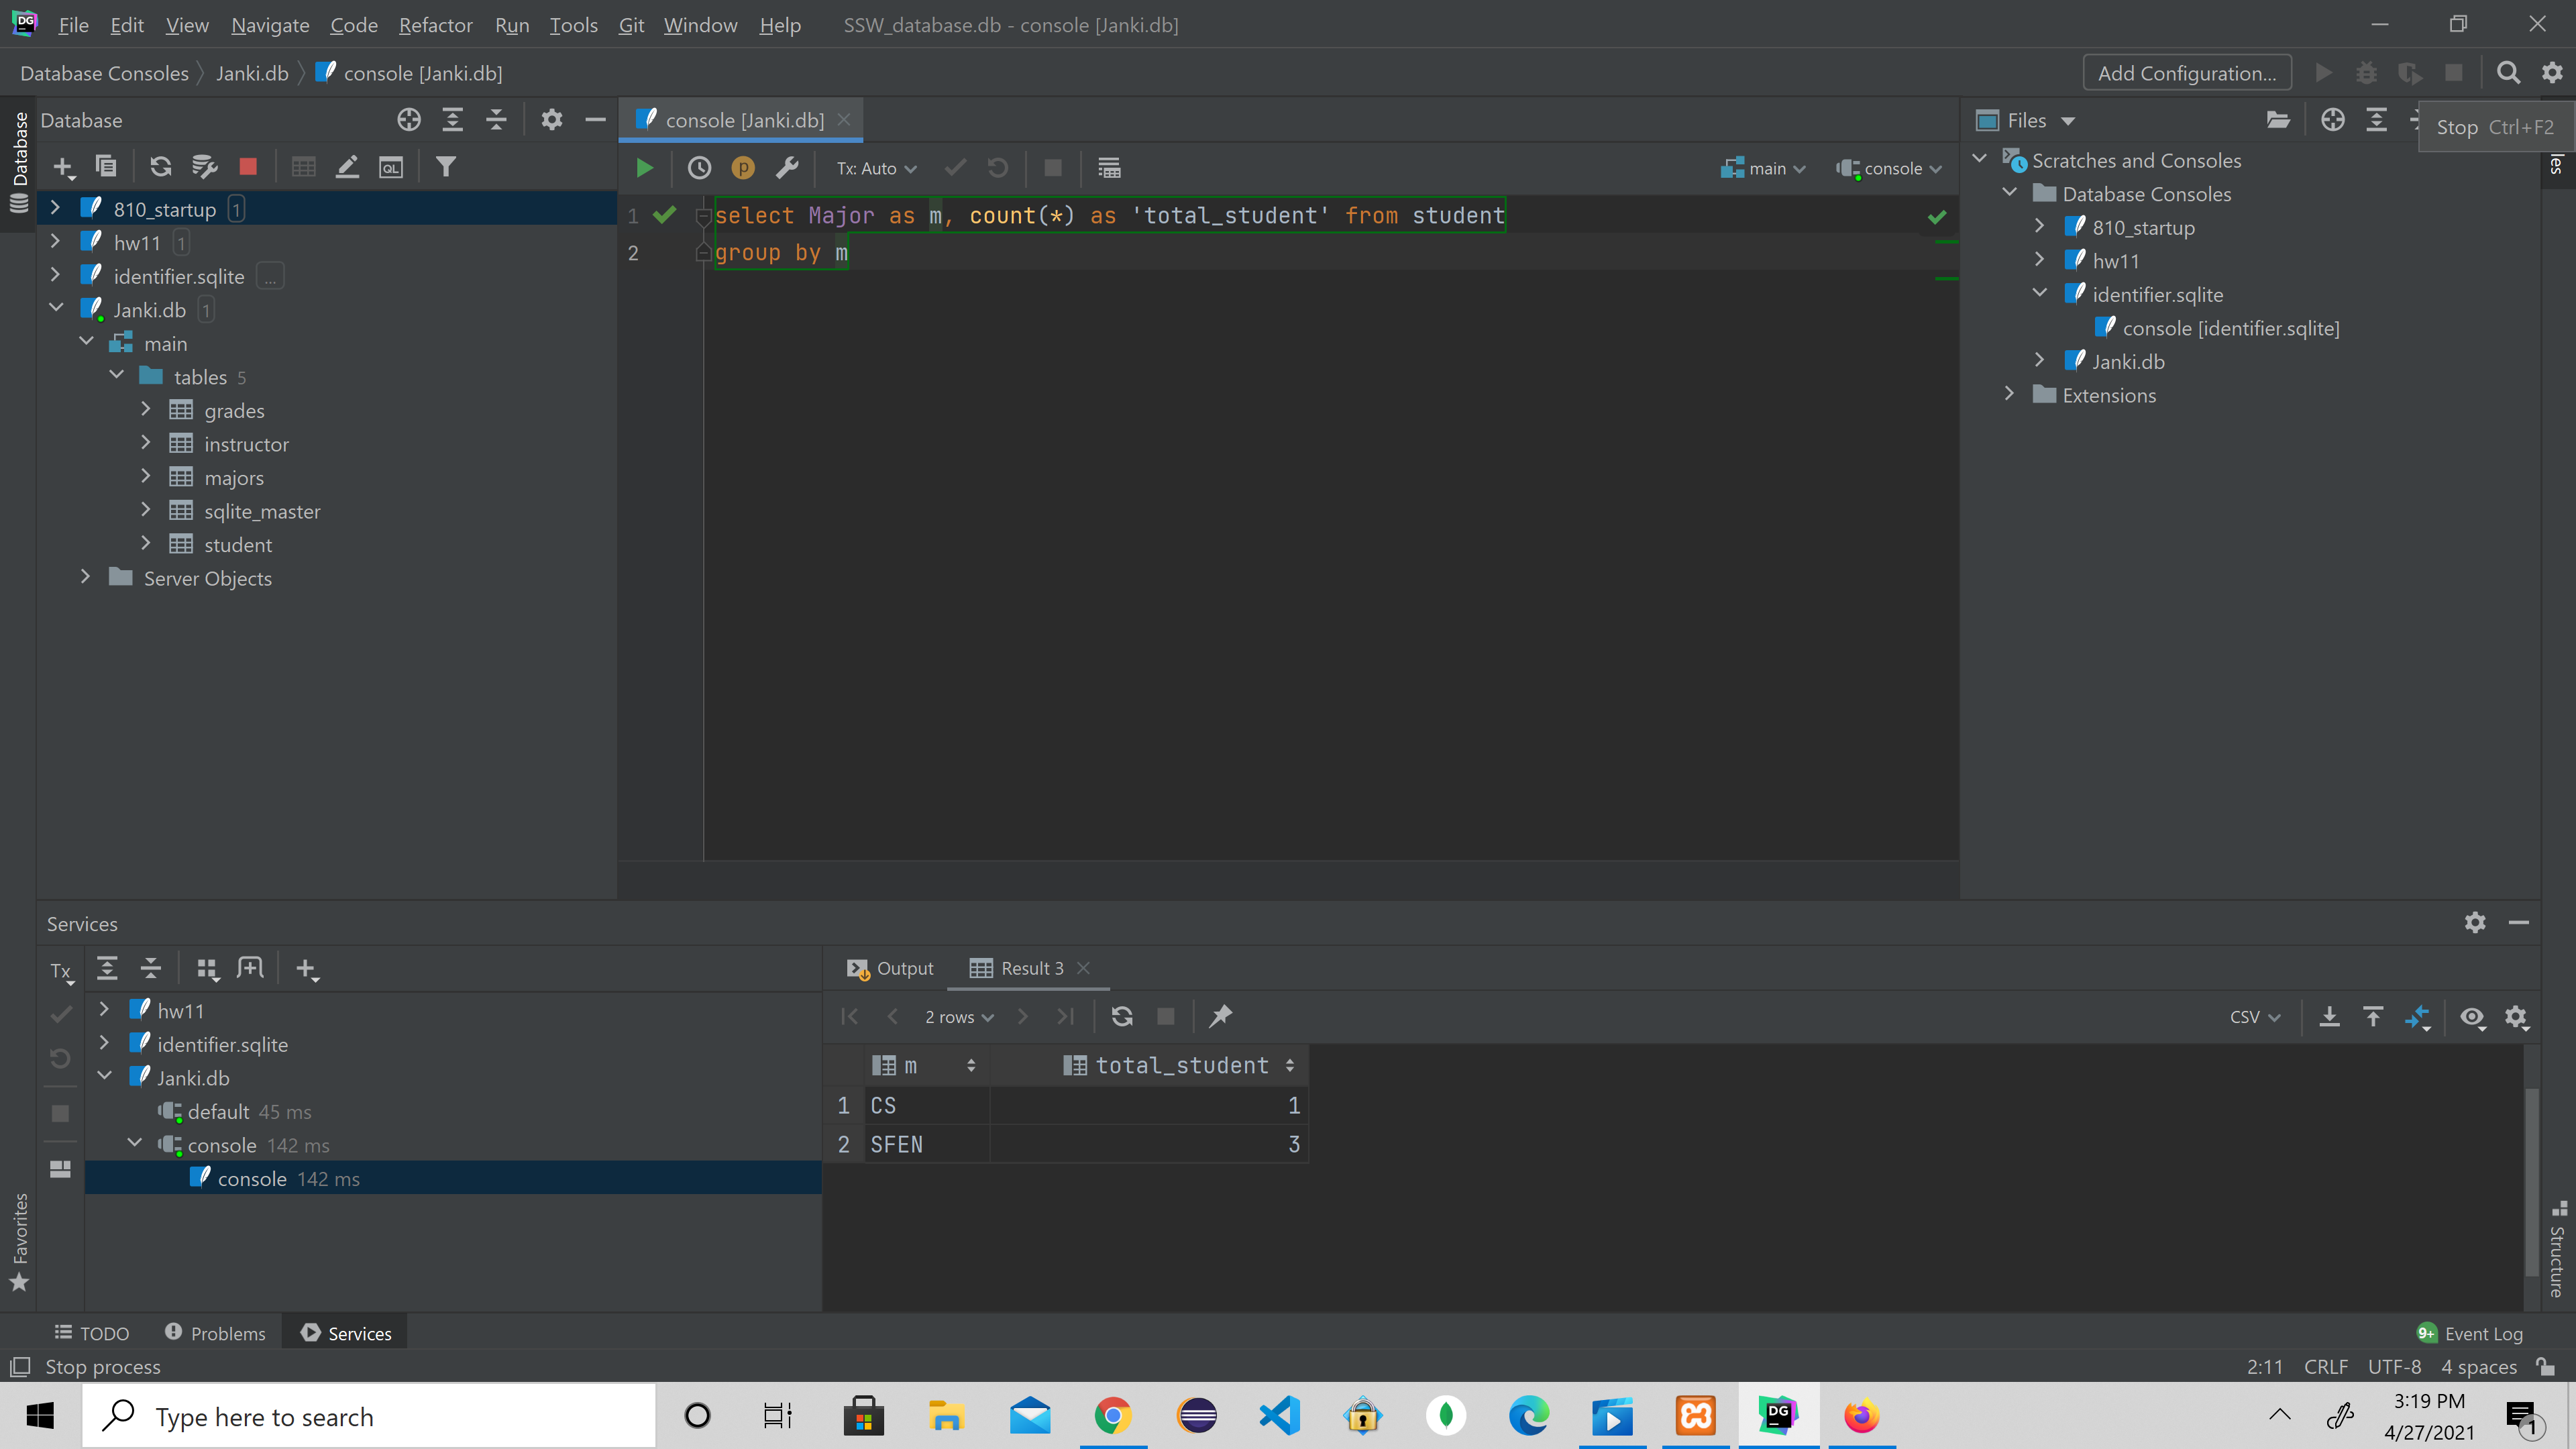 DG File Edit View Navigate Code Refactor Run Tools Git Window Help SSW_database.db - console [Janki.db]
Database Consoles Janki.db console [Janki.db] Add Configuration...
Database
Database
console [Janki.db]
Files
Stop Ctrl+F2
QL
Tx: Auto
main
console
810_startup 1
hw11 1
identifier.sqlite ...
Janki.db 1
main
tables 5
grades
instructor
majors
sqlite_master
student
Server Objects
1 select Major as m, count(*) as 'total_student' from student
2 group by m
Scratches and Consoles
Database Consoles
810_startup
hw11
identifier.sqlite
console [identifier.sqlite]
Janki.db
Extensions
Services
Tx
hw11
identifier.sqlite
Janki.db
default 45 ms
console 142 ms
console 142 ms
Output Result 3
2 rows CSV
m total_student
1 CS 1
2 SFEN 3
Favorites
Structure
TODO Problems Services 9+ Event Log
Stop process 2:11 CRLF UTF-8 4 spaces
Type here to search
DG
3:19 PM
4/27/2021
1